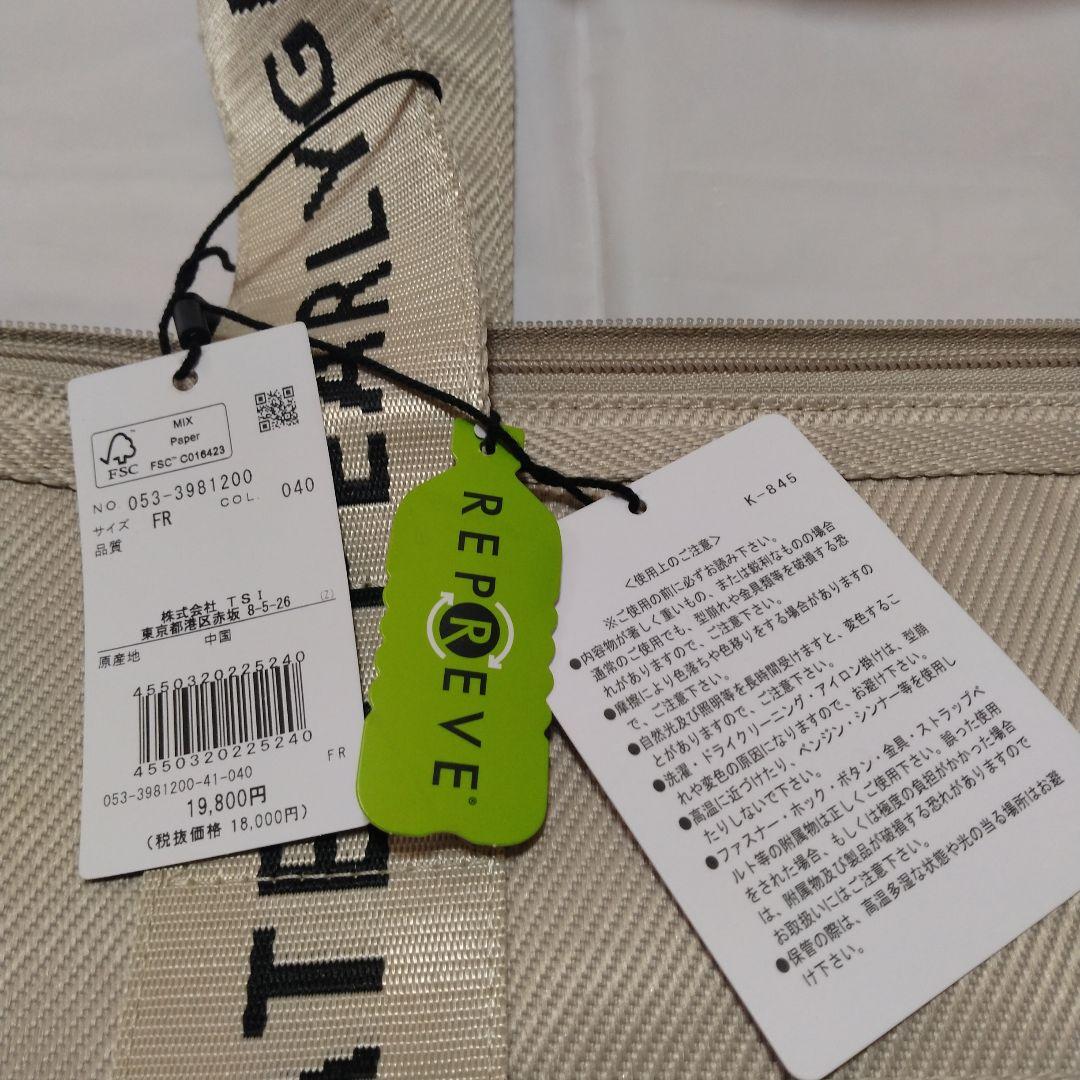 EARLYG
ATE
MIX
Paper
FSC™ C016423
FSC
NO. 053-3981200
COL. 040
サイズ FR
品質
株式会社 TSI
東京都港区赤坂 8-5-26
(2)
原産地 中国
4550320225240
4550320225240
053-3981200-41-040
FR
19,800円
(税抜価格 18,000円)
REPREVE®
K-845
<使用上のご注意>
※ご使用の前に必ずお読み下さい。
●内容物が著しく重いもの、または鋭利なものの場合
通常のご使用でも、型崩れや金具類等を破損する恐
れがありますので、ご注意下さい。
●摩擦により色落ちや色移りをする場合がありますの
で、ご注意下さい。
●自然光及び照明等を長時間受けますと、変色するこ
とがありますので、ご注意下さい。
●洗濯・ドライクリーニング・アイロン掛けは、型崩
れや変色の原因になりますので、お避け下さい。
●高温に近づけたり、ベンジン・シンナー等を使用し
たりしないで下さい。
●ファスナー・ホック・ボタン・金具・ストラップベ
ルト等の附属物は正しくご使用下さい。誤った使用
をされた場合、もしくは極度の負担がかかった場合
は、附属物及び製品が破損する恐れがありますので
お取扱いにはご注意下さい。
●保管の際は、高温多湿な状態や光の当る場所はお避
け下さい。